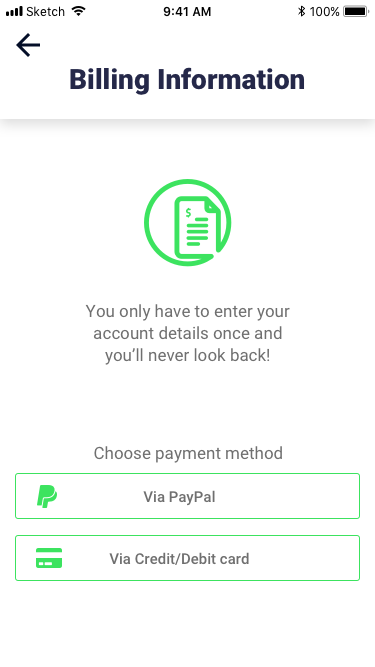 Sketch 9:41 AM 100%
Billing Information
$
You only have to enter your
account details once and
you’ll never look back!
Choose payment method
Via PayPal
Via Credit/Debit card